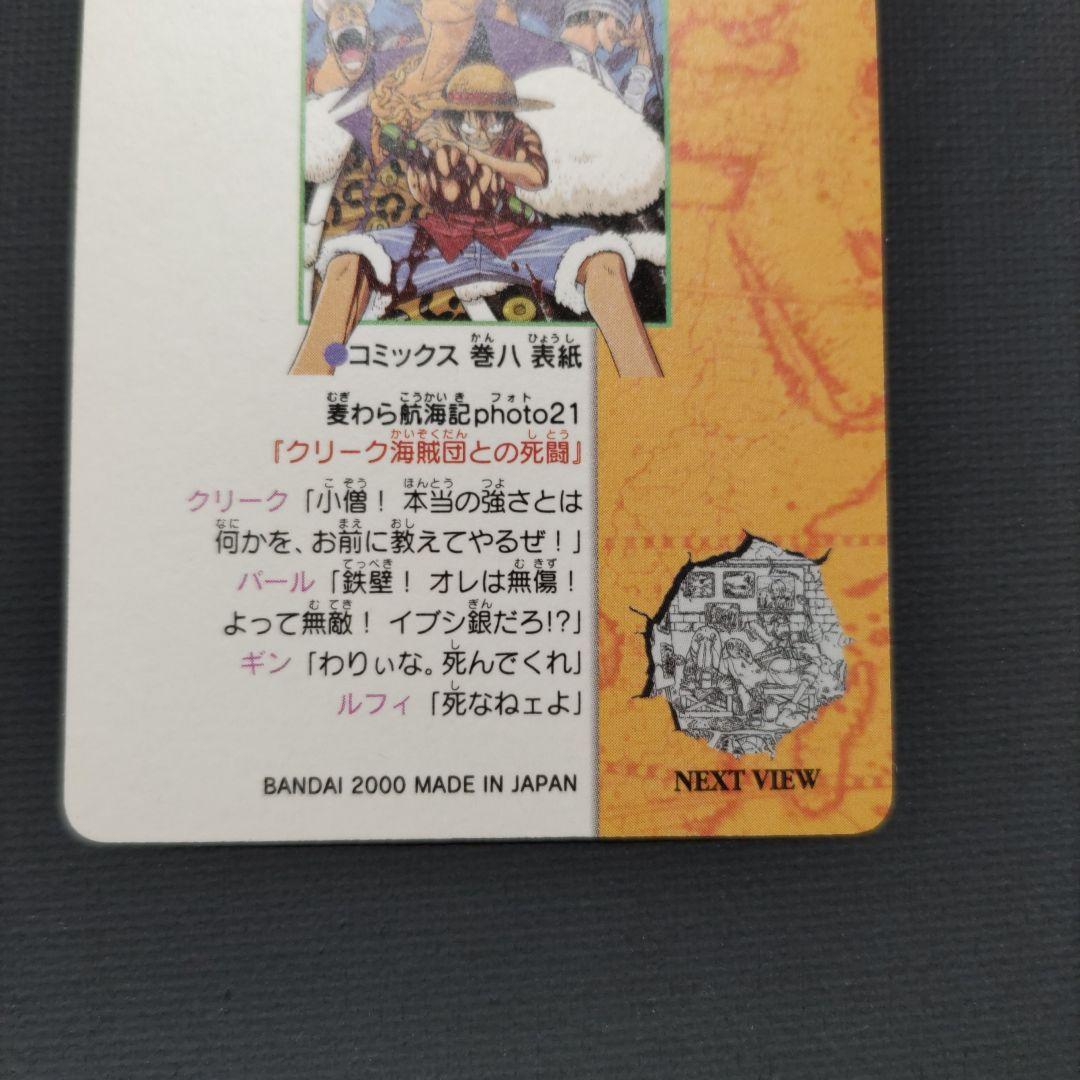 ●コミックス 巻八 表紙
麦わら航海記photo21
『クリーク海賊団との死闘』
クリーク「小僧！ 本当の強さとは
何かを、お前に教えてやるぜ！」
パール「鉄壁！ オレは無傷！
よって無敵！ イブシ銀だろ!?」
ギン「わりぃな。死んでくれ」
ルフィ「死なねェよ」
BANDAI 2000 MADE IN JAPAN
NEXT VIEW